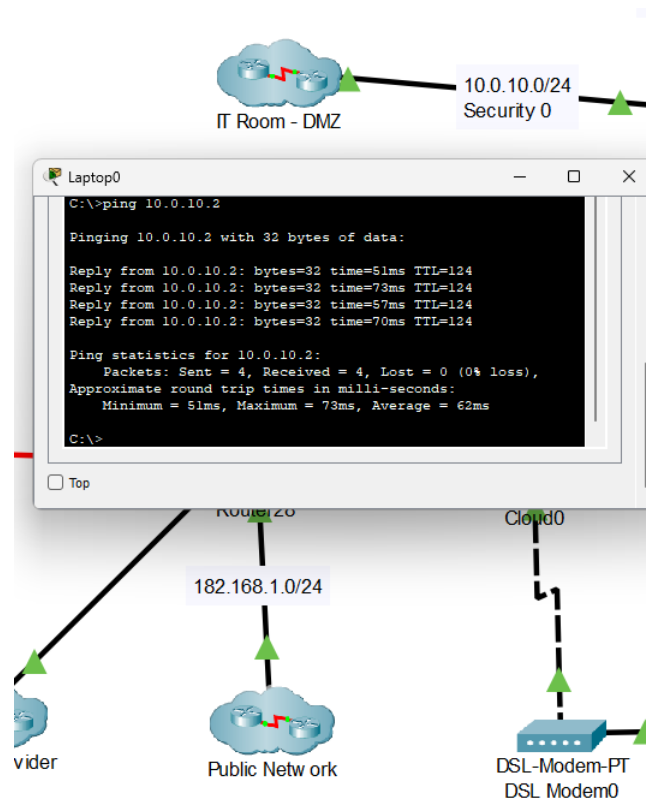 10.0.10.0/24
Security 0
IT Room - DMZ
Laptop0
C:\>ping 10.0.10.2
Pinging 10.0.10.2 with 32 bytes of data:
Reply from 10.0.10.2: bytes=32 time=51ms TTL=124
Reply from 10.0.10.2: bytes=32 time=73ms TTL=124
Reply from 10.0.10.2: bytes=32 time=57ms TTL=124
Reply from 10.0.10.2: bytes=32 time=70ms TTL=124
Ping statistics for 10.0.10.2:
Packets: Sent = 4, Received = 4, Lost = 0 (0% loss),
Approximate round trip times in milli-seconds:
Minimum = 51ms, Maximum = 73ms, Average = 62ms
C:\>
Top
Cloud0
182.168.1.0/24
vider
Public Network
DSL-Modem-PT
DSL Modem0